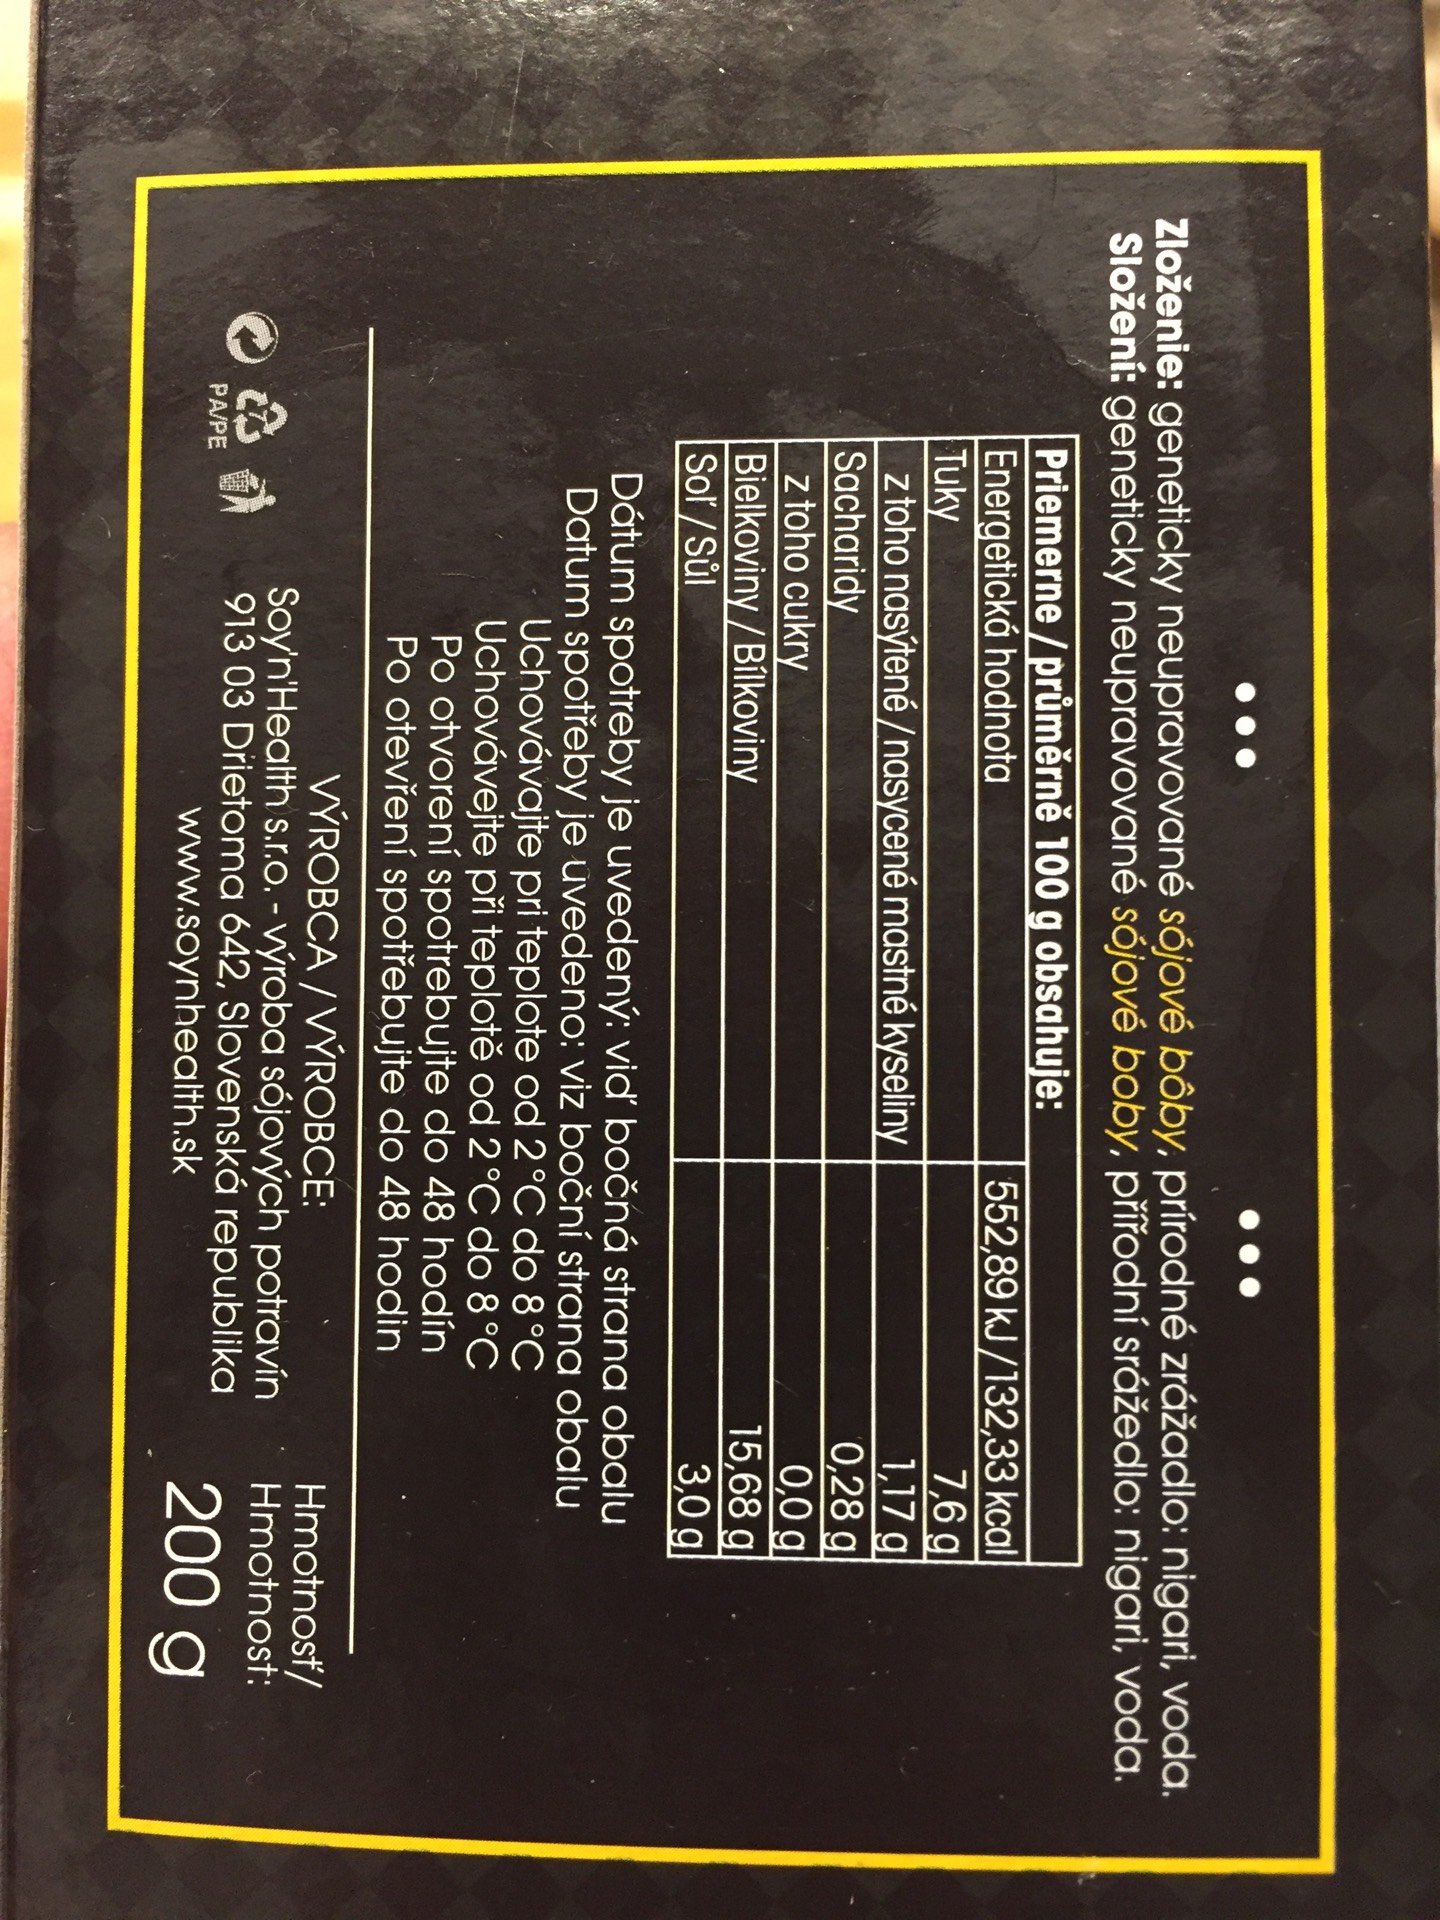 Zloženie: geneticky neupravované sójové bôby, prírodné zrážadlo: nigari, voda.
Složení: geneticky neupravované sójové boby, přírodní srážedlo: nigari, voda.
Priemerne / průměrně 100 g obsahuje:
Energetická hodnota 552,89 kJ / 132,33 kcal
Tuky 7,6 g
z toho nasýtené / nasycené mastné kyseliny 1,17 g
Sacharidy 0,28 g
z toho cukry 0,0 g
Bielkoviny / Bílkoviny 15,68 g
Soľ / Sůl 3,0 g
Dátum spotreby je uvedený: viď bočná strana obalu
Datum spotřeby je uvedeno: viz boční strana obalu
Uchovávajte pri teplote od 2 °C do 8 °C
Uchovávejte při teplotě od 2 °C do 8 °C
Po otvorení spotrebujte do 48 hodín
Po otevření spotřebujte do 48 hodin
VÝROBCA / VÝROBCE:
Soy'n'Health s.r.o. - výroba sójových potravín
913 03 Drietoma 642, Slovenská republika
www.soynhealth.sk
7
PA/PE
Hmotnosť/
Hmotnost:
200 g